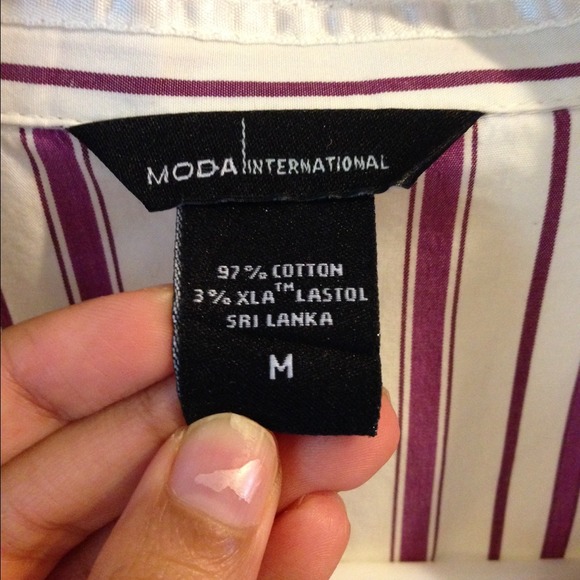 MODA INTERNATIONAL
97% COTTON
3% XLA™ LASTOL
SRI LANKA
M